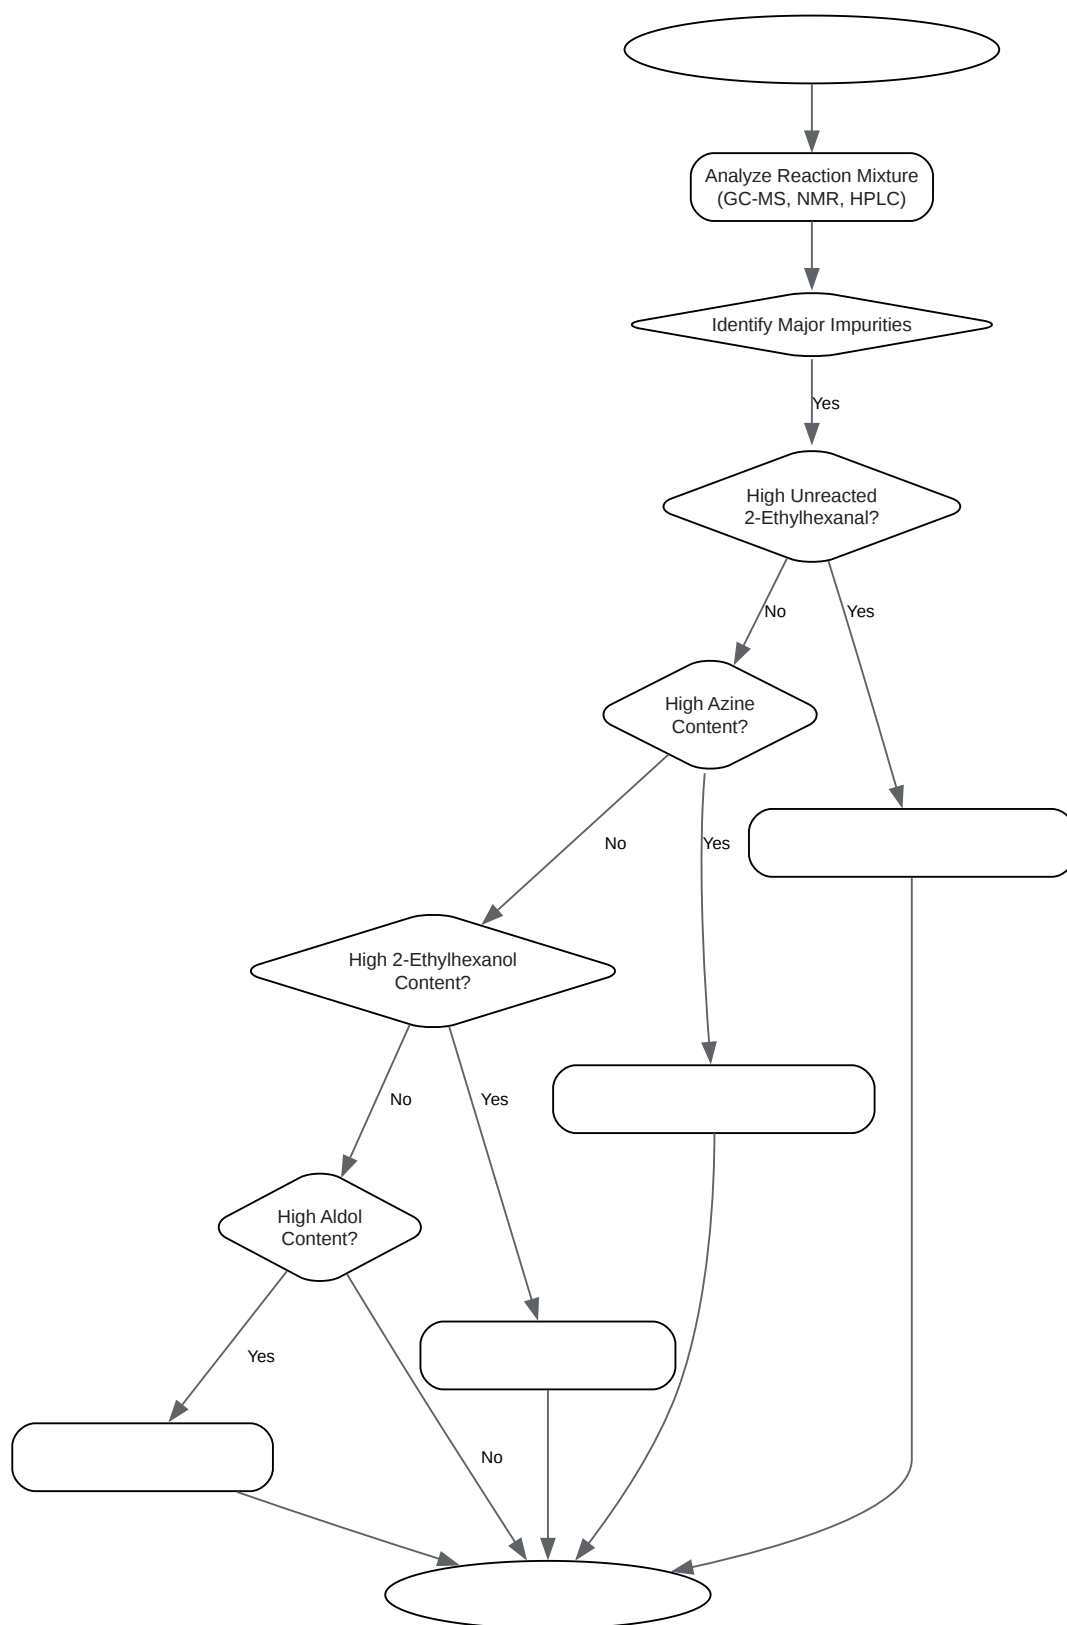 Analyze Reaction Mixture
(GC-MS, NMR, HPLC)
Identify Major Impurities
Yes
High Unreacted
2-Ethylhexanal?
No
Yes
High Azine
Content?
No
Yes
High 2-Ethylhexanol
Content?
No
Yes
High Aldol
Content?
Yes
No